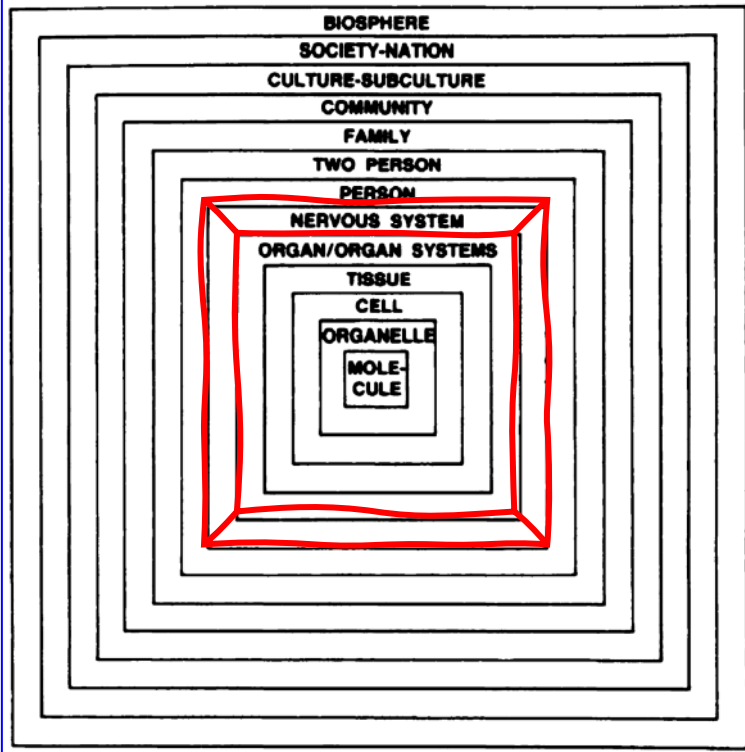 BIOSPHERE
SOCIETY-NATION
CULTURE-SUBCULTURE
COMMUNITY
FAMILY
TWO PERSON
PERSON
NERVOUS SYSTEM
ORGAN/ORGAN SYSTEMS
TISSUE
CELL
ORGANELLE
MOLE-
CULE